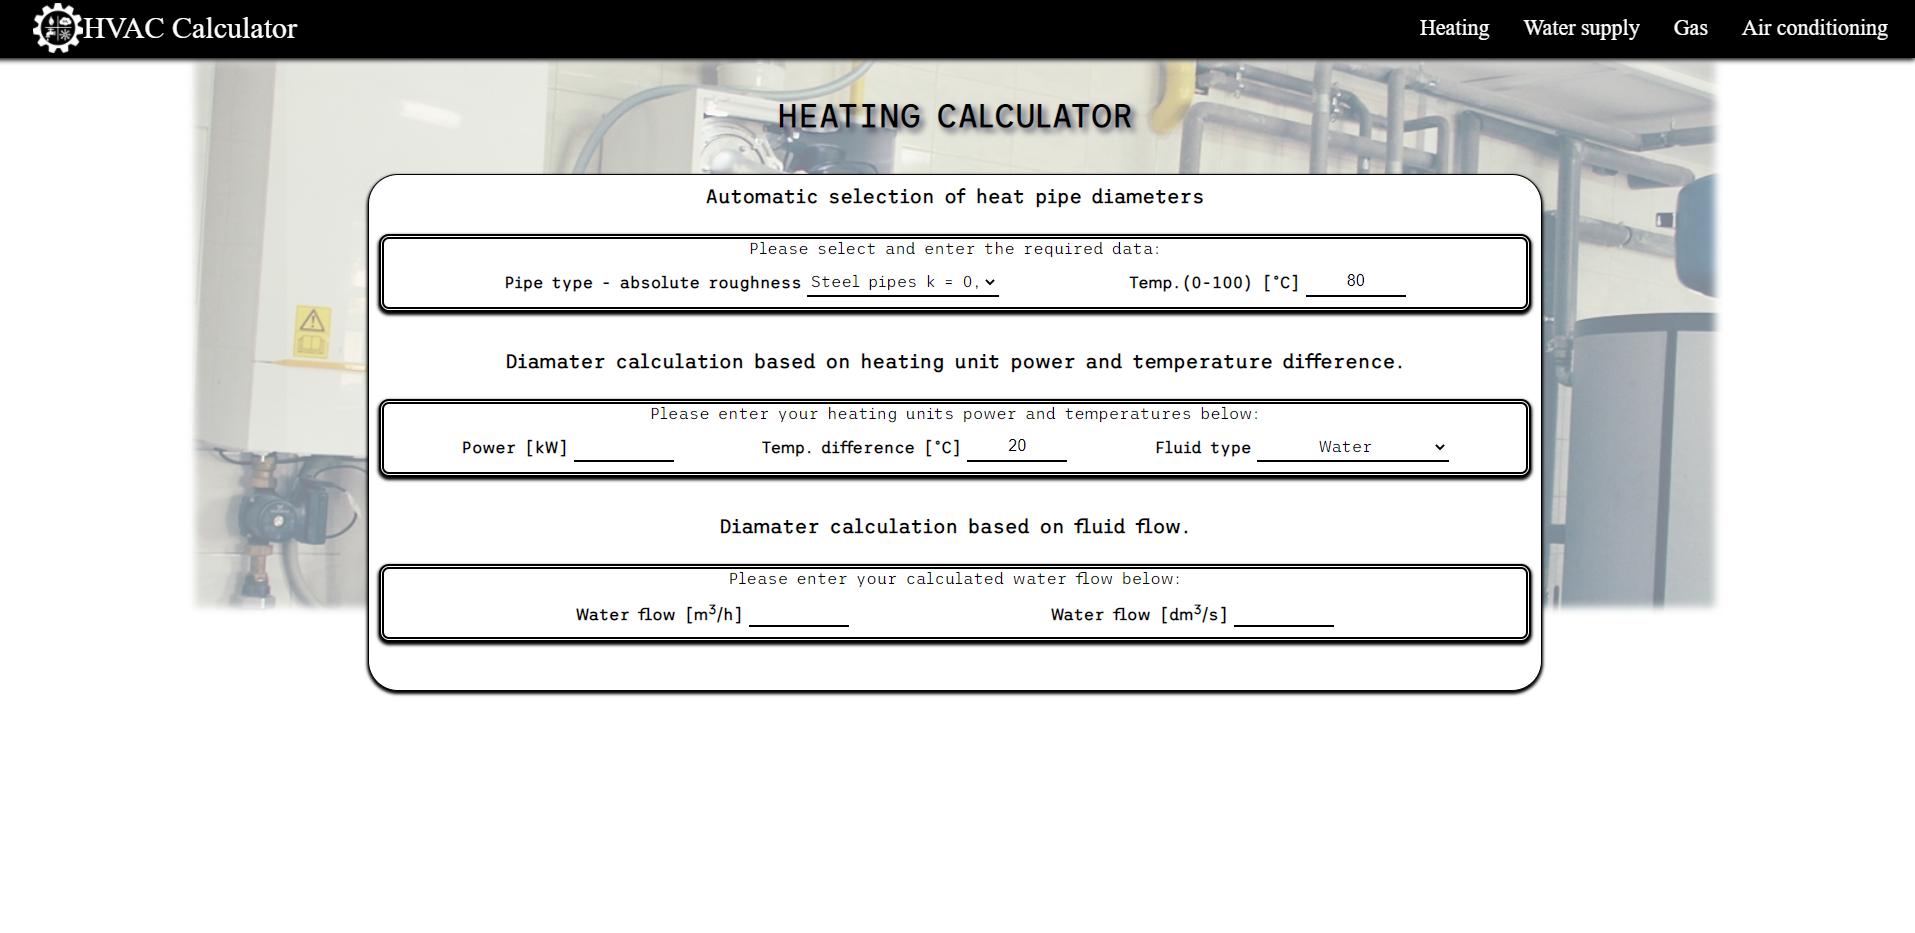 HVAC Calculator
Heating Water supply Gas Air conditioning
HEATING CALCULATOR
Automatic selection of heat pipe diameters
Please select and enter the required data:
Pipe type - absolute roughness Steel pipes k = 0, Temp.(0-100) [°C] 80
Diamater calculation based on heating unit power and temperature difference.
Please enter your heating units power and temperatures below:
Power [kW] Temp. difference [°C] 20 Fluid type Water
Diamater calculation based on fluid flow.
Please enter your calculated water flow below:
Water flow [m³/h] Water flow [dm³/s]